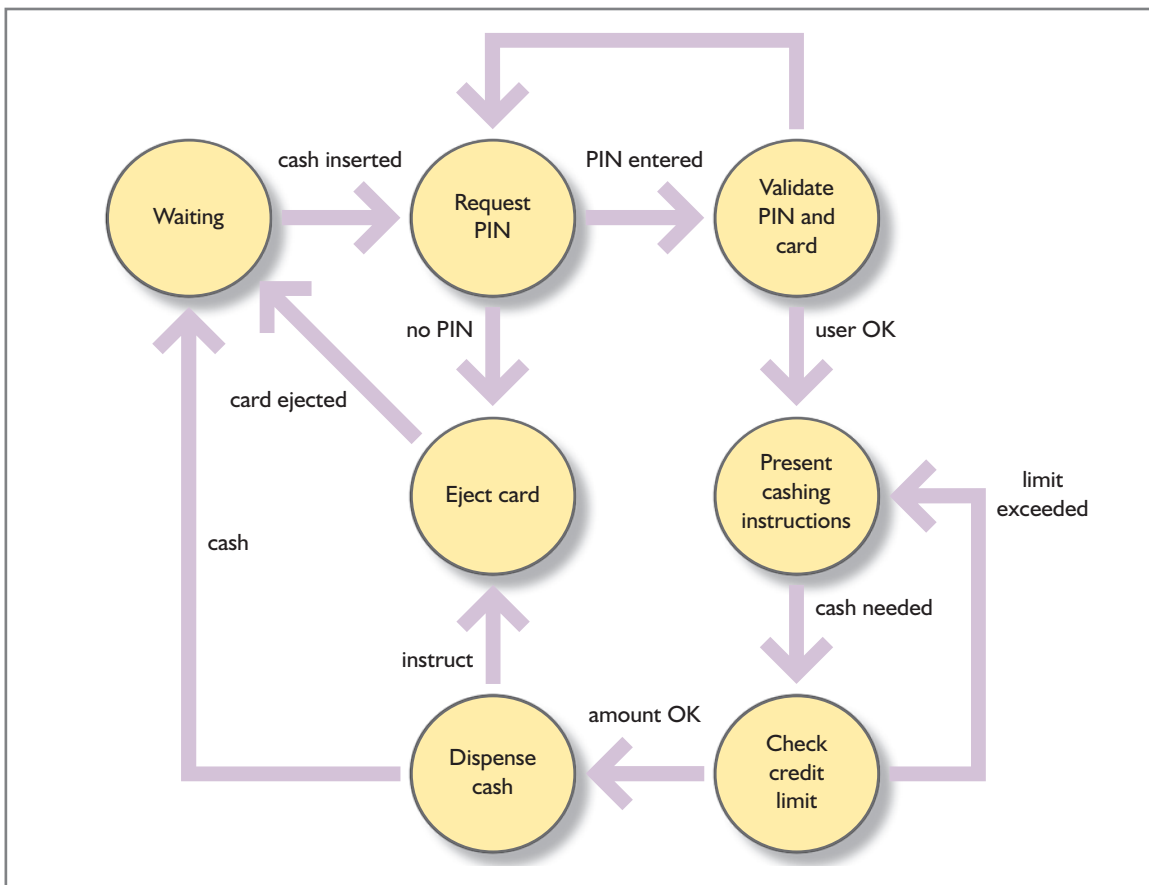 cash inserted
PIN entered
Waiting
Request
PIN
Validate
PIN and
card
no PIN
user OK
card ejected
Eject card
Present
cashing
instructions
limit
exceeded
cash
cash needed
instruct
amount OK
Dispense
cash
Check
credit
limit